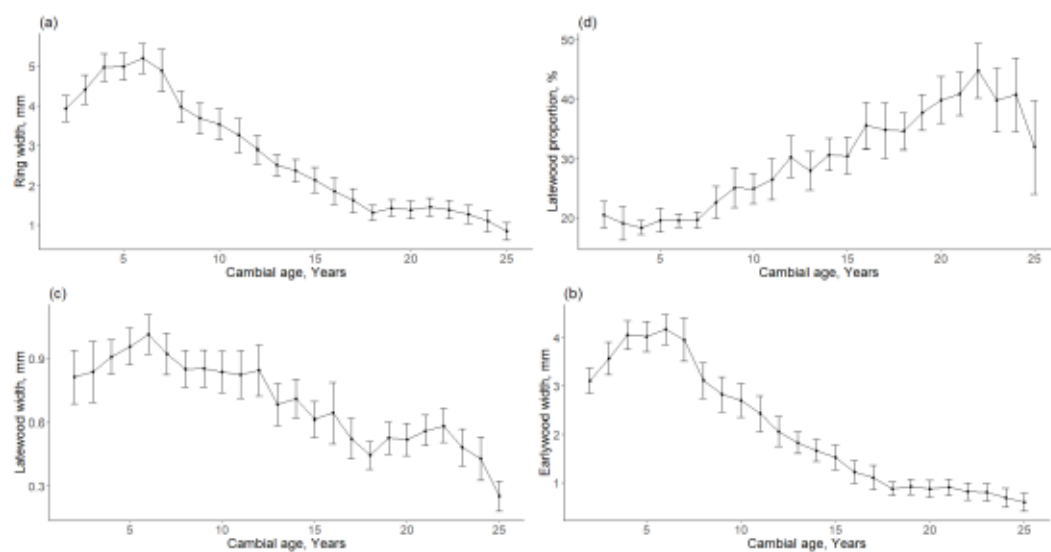 (a)
Ring width, mm
5
4
3
2
1
5 10 15 20 25
Cambial age, Years
(d)
Latewood proportion, %
50
40
30
20
5 10 15 20 25
Cambial age, Years
(c)
Latewood width, mm
0.9
0.6
0.3
5 10 15 20 25
Cambial age, Years
(b)
Earlywood width, mm
4
3
2
1
5 10 15 20 25
Cambial age, Years